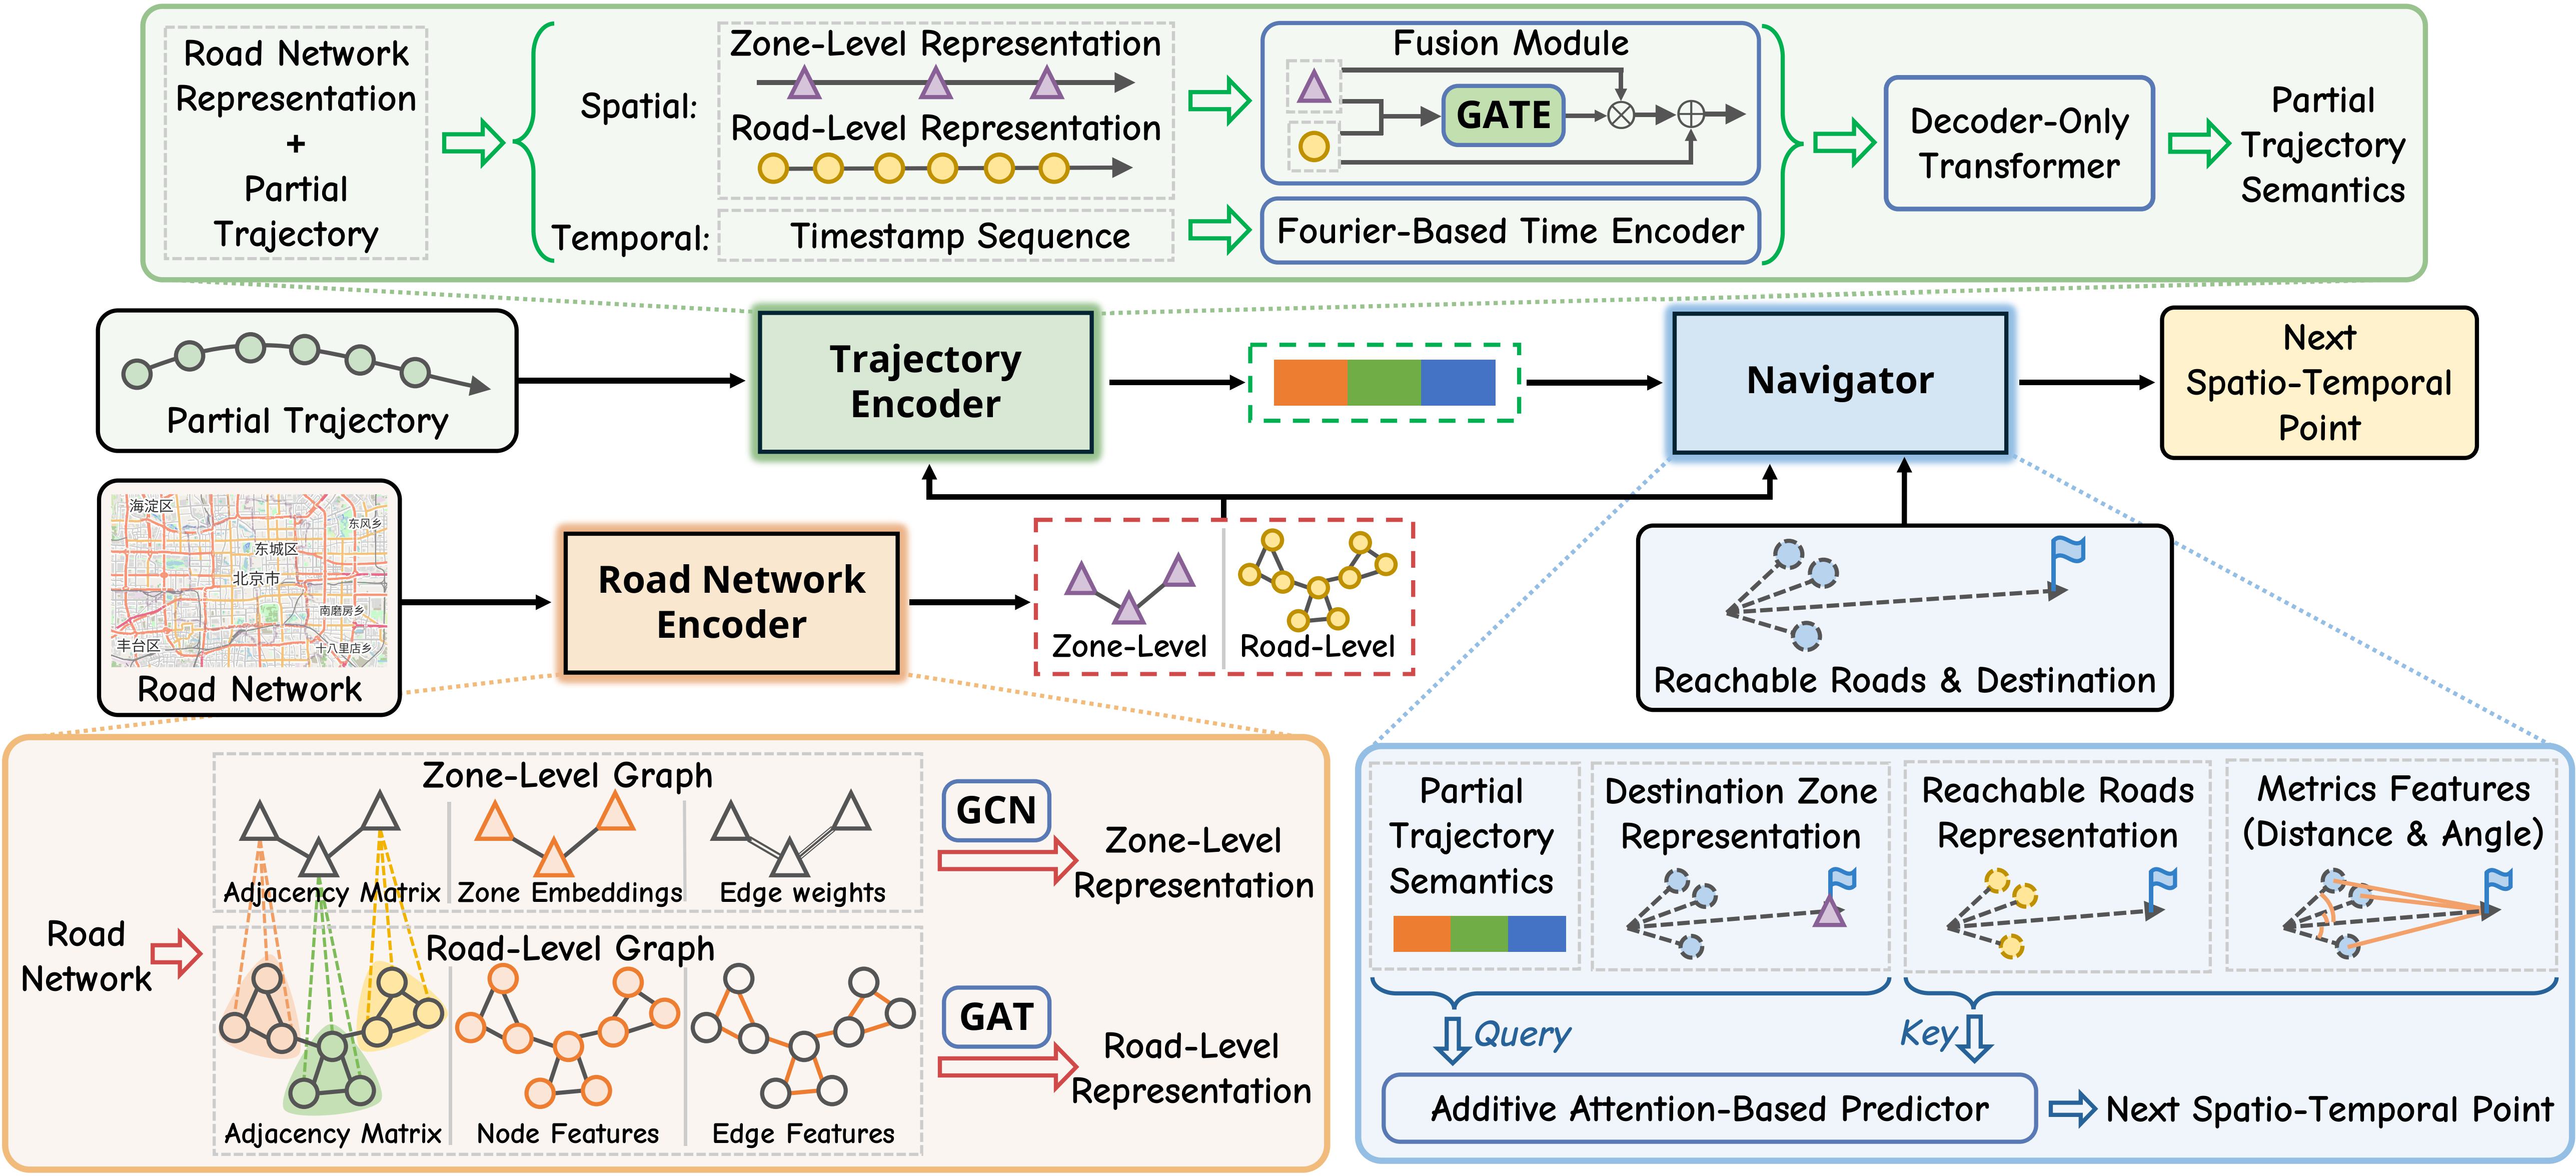 Road Network
Representation
+
Partial
Trajectory
Spatial:
Temporal:
Zone-Level Representation
Road-Level Representation
Timestamp Sequence
Fusion Module
GATE
Fourier-Based Time Encoder
Decoder-Only
Transformer
Partial
Trajectory
Semantics
Partial Trajectory
Trajectory
Encoder
Navigator
Next
Spatio-Temporal
Point
海淀区
东风乡
东城区
北京市
南磨房乡
丰台区
十八里店乡
Road Network
Road Network
Encoder
Zone-Level
Road-Level
Reachable Roads & Destination
Road
Network
Zone-Level Graph
Adjacency Matrix
Zone Embeddings
Edge weights
Road-Level Graph
Adjacency Matrix
Node Features
Edge Features
GCN
Zone-Level
Representation
GAT
Road-Level
Representation
Partial
Trajectory
Semantics
Destination Zone
Representation
Reachable Roads
Representation
Metrics Features
(Distance & Angle)
Query
Key
Additive Attention-Based Predictor
Next Spatio-Temporal Point